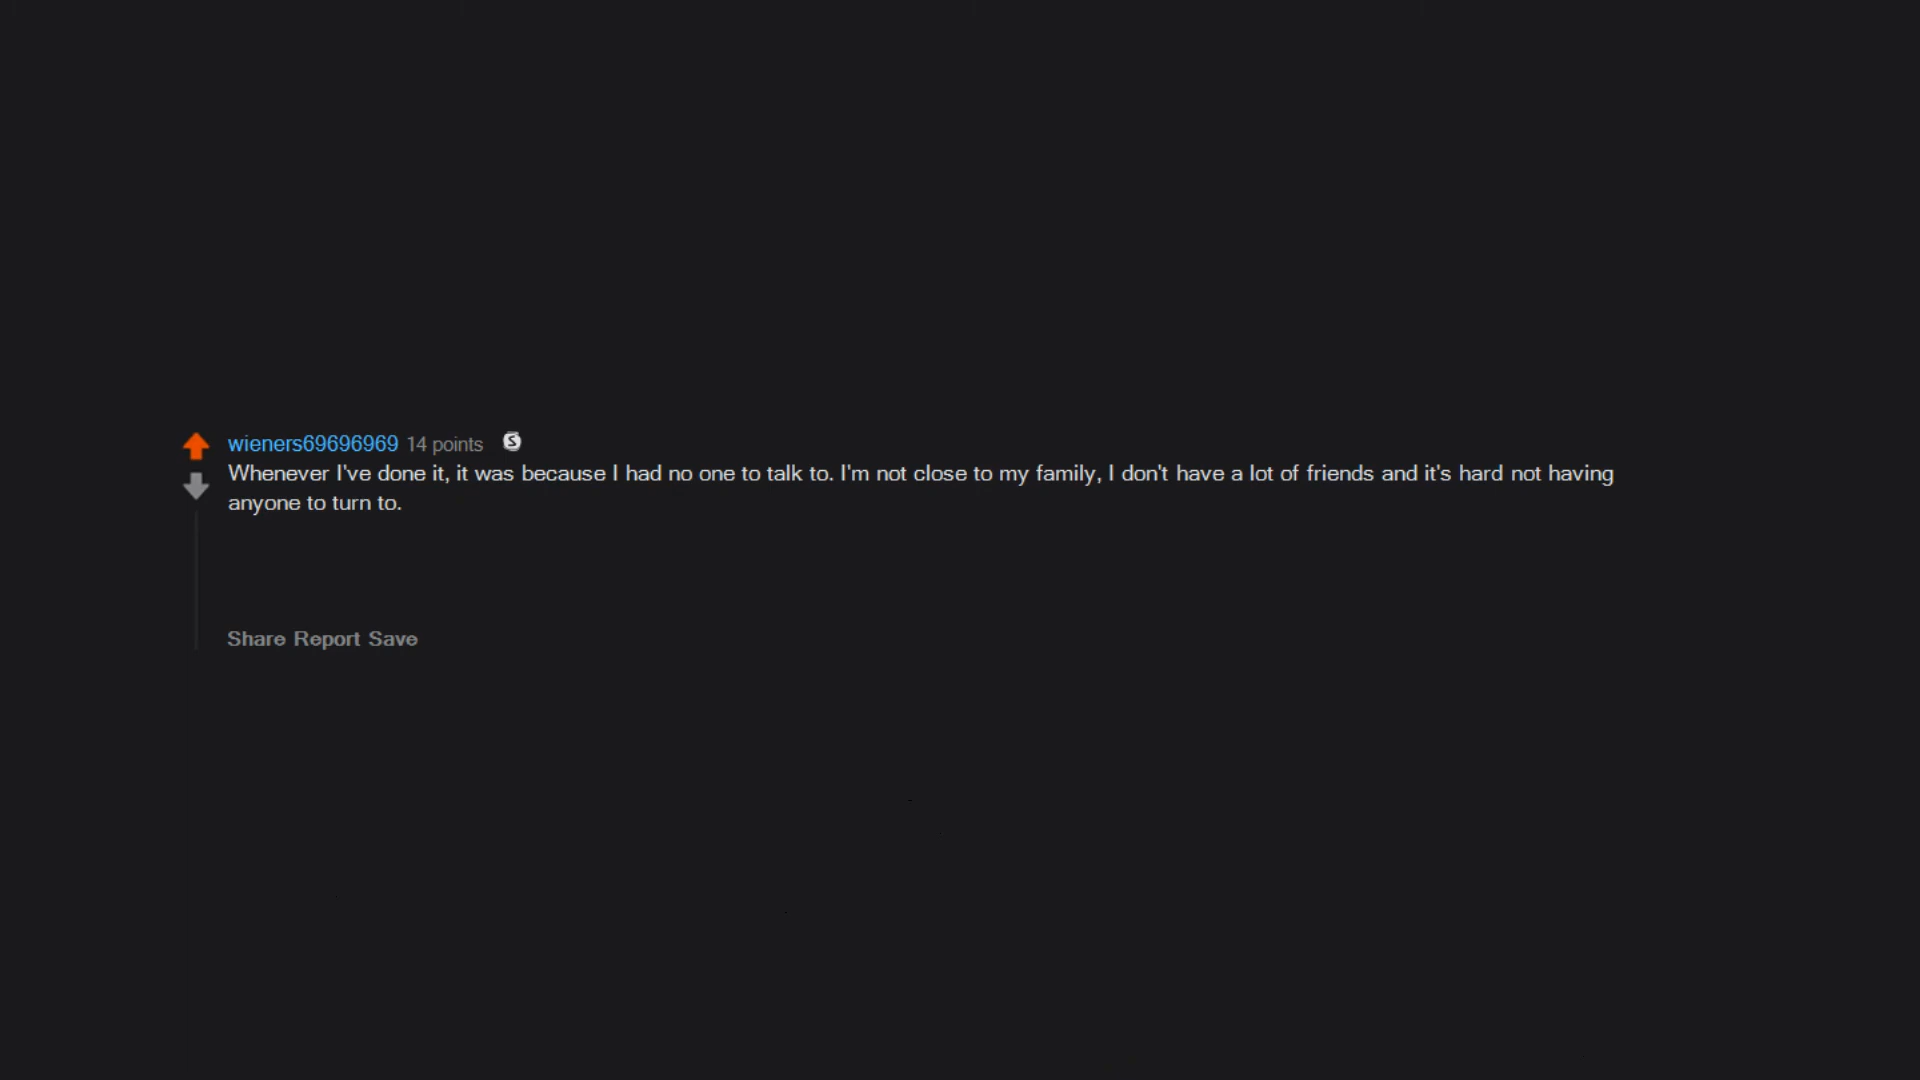 wieners69696969 14 points S
Whenever I've done it, it was because I had no one to talk to. I'm not close to my family, I don't have a lot of friends and it's hard not having
anyone to turn to.
Share Report Save